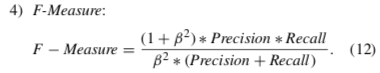 4) F-Measure:
F − Measure = (1 + β²) ∗ Precision ∗ Recall / β² ∗ (Precision + Recall) . (12)